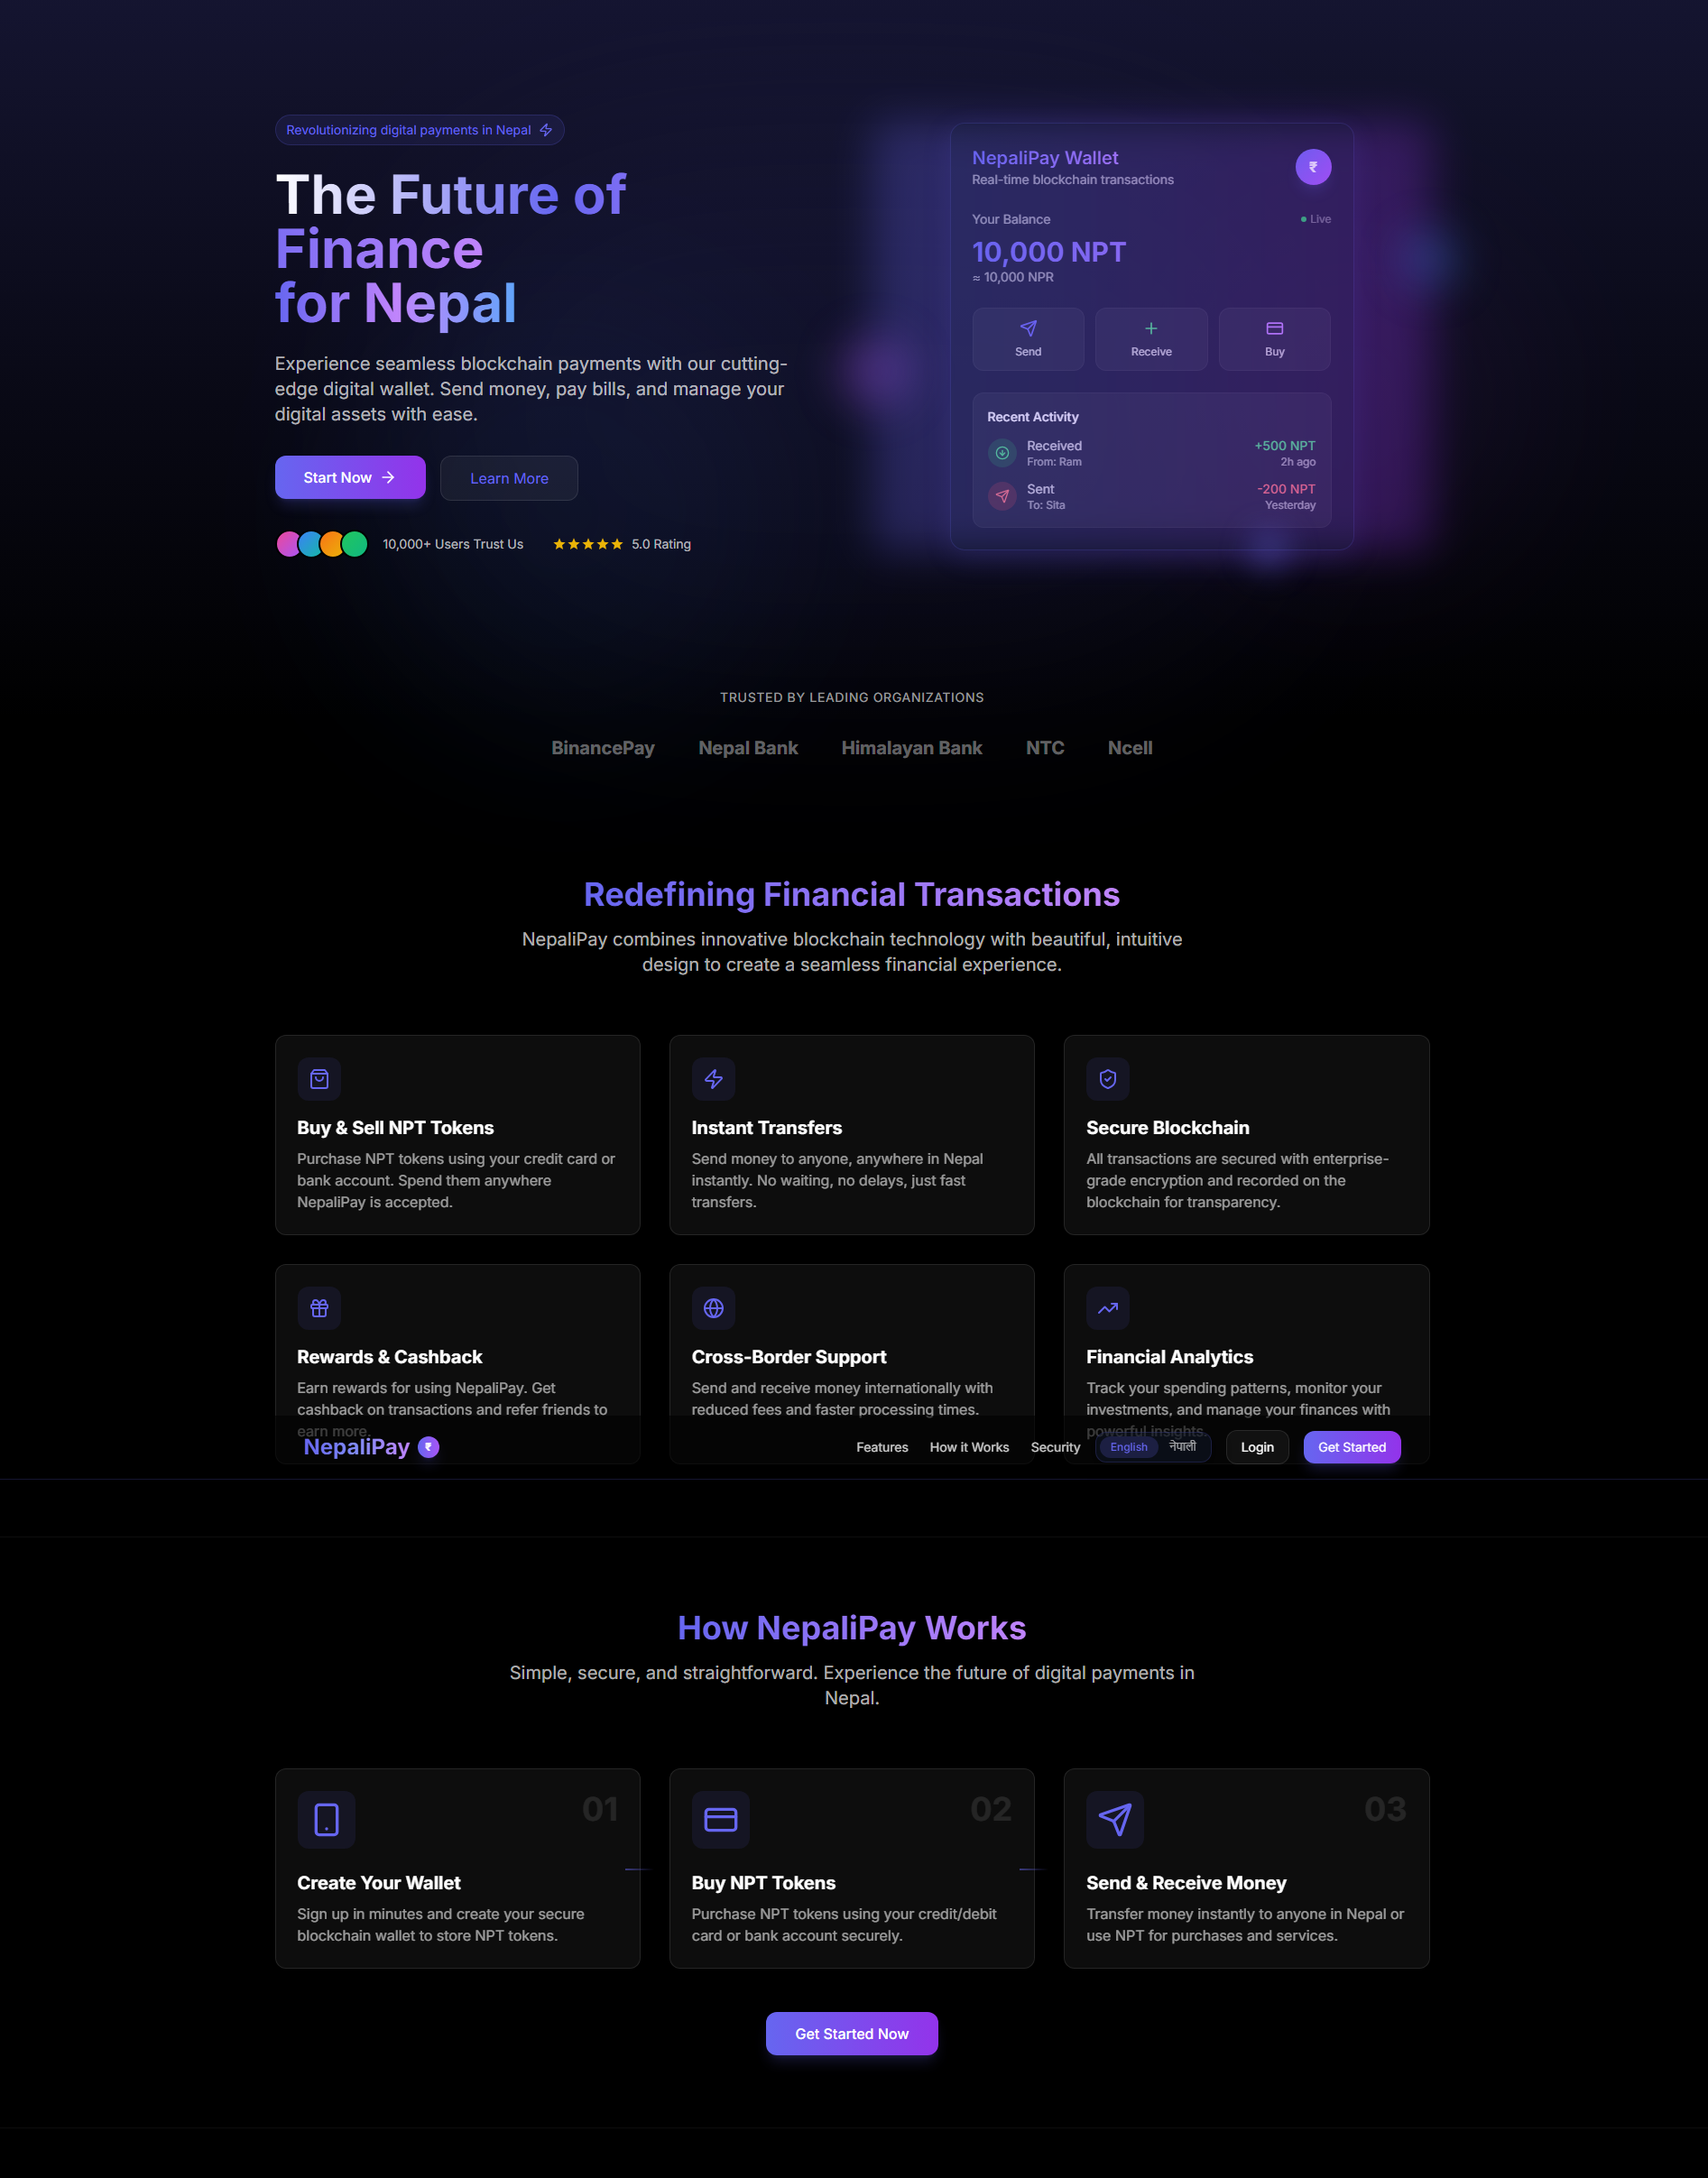 Revolutionizing digital payments in Nepal
The Future of
Finance
for Nepal
Experience seamless blockchain payments with our cutting-
edge digital wallet. Send money, pay bills, and manage your
digital assets with ease.
Start Now
Learn More
10,000+ Users Trust Us
5.0 Rating
NepaliPay Wallet
₹
Real-time blockchain transactions
Your Balance
Live
10,000 NPT
≈ 10,000 NPR
Send
Receive
Buy
Recent Activity
Received
+500 NPT
From: Ram
2h ago
Sent
-200 NPT
To: Sita
Yesterday
TRUSTED BY LEADING ORGANIZATIONS
BinancePay
Nepal Bank
Himalayan Bank
NTC
Ncell
Redefining Financial Transactions
NepaliPay combines innovative blockchain technology with beautiful, intuitive
design to create a seamless financial experience.
Buy & Sell NPT Tokens
Purchase NPT tokens using your credit card or
bank account. Spend them anywhere
NepaliPay is accepted.
Instant Transfers
Send money to anyone, anywhere in Nepal
instantly. No waiting, no delays, just fast
transfers.
Secure Blockchain
All transactions are secured with enterprise-
grade encryption and recorded on the
blockchain for transparency.
Rewards & Cashback
Earn rewards for using NepaliPay. Get
cashback on transactions and refer friends to
earn more.
Cross-Border Support
Send and receive money internationally with
reduced fees and faster processing times.
Financial Analytics
Track your spending patterns, monitor your
investments, and manage your finances with
powerful insights.
NepaliPay ₹
Features
How it Works
Security
English
नेपाली
Login
Get Started
How NepaliPay Works
Simple, secure, and straightforward. Experience the future of digital payments in
Nepal.
01
Create Your Wallet
Sign up in minutes and create your secure
blockchain wallet to store NPT tokens.
02
Buy NPT Tokens
Purchase NPT tokens using your credit/debit
card or bank account securely.
03
Send & Receive Money
Transfer money instantly to anyone in Nepal or
use NPT for purchases and services.
Get Started Now